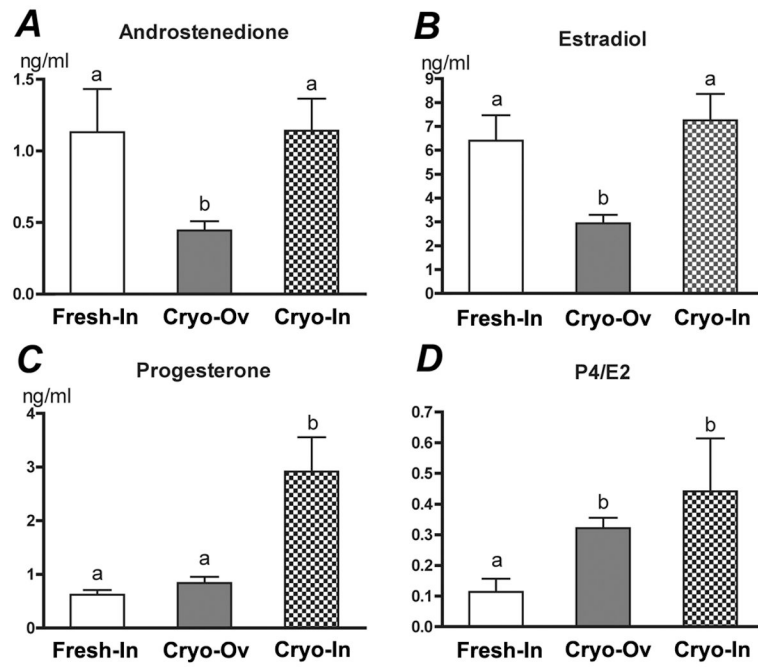 A
Androstenedione
ng/ml
1.5
1.0
0.5
0.0
a
b
a
Fresh-In Cryo-Ov Cryo-In
B
Estradiol
ng/ml
9
8
7
6
5
4
3
2
1
0
a
b
a
Fresh-In Cryo-Ov Cryo-In
C
Progesterone
ng/ml
4
3
2
1
0
a
a
b
Fresh-In Cryo-Ov Cryo-In
D
P4/E2
0.7
0.6
0.5
0.4
0.3
0.2
0.1
0.0
a
b
b
Fresh-In Cryo-Ov Cryo-In